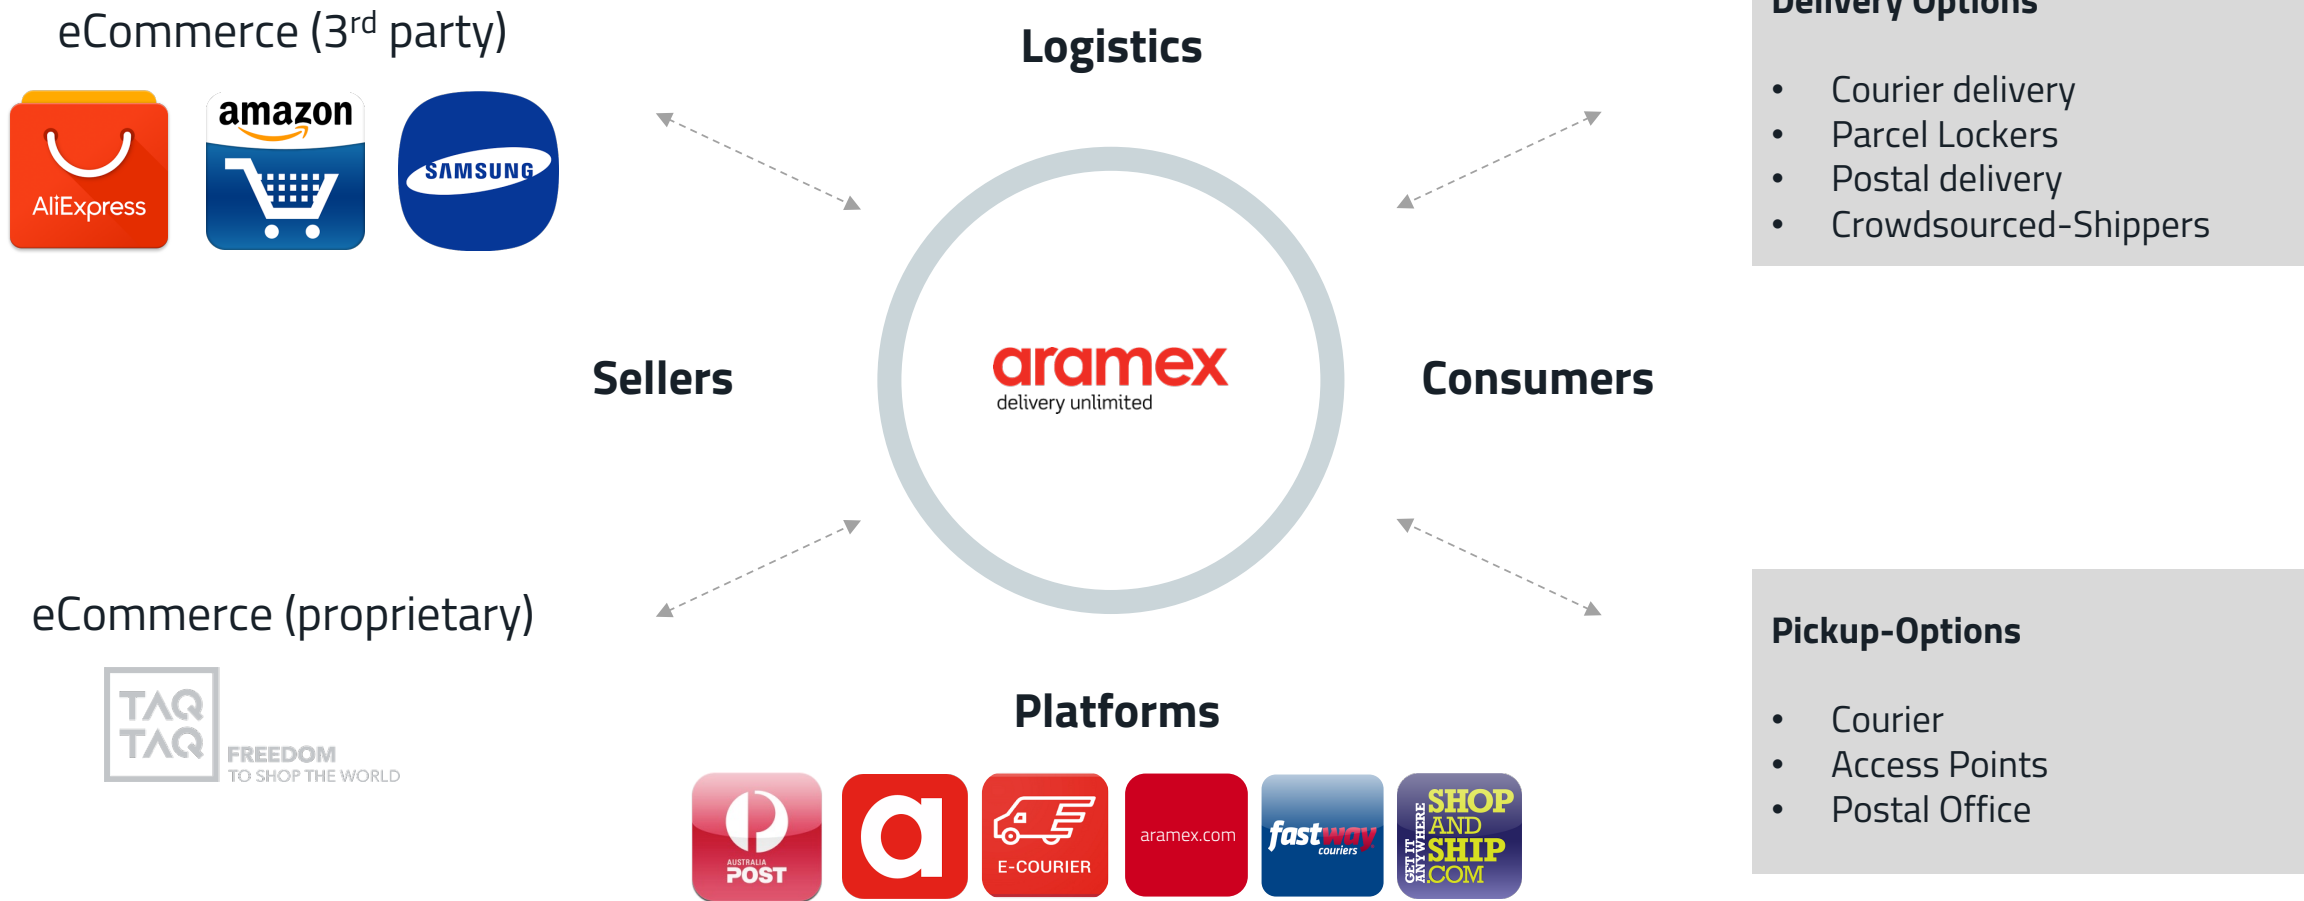 eCommerce (3rd party)
AliExpress
amazon
SAMSUNG
Logistics
Delivery Options
• Courier delivery
• Parcel Lockers
• Postal delivery
• Crowdsourced-Shippers
Sellers
aramex
delivery unlimited
Consumers
eCommerce (proprietary)
TAQ
TAQ
FREEDOM
TO SHOP THE WORLD
Platforms
AUSTRALIA
POST
a
E-COURIER
aramex.com
fastway
couriers
GET IT
ANYWHERE
SHOP
AND
SHIP
.COM
Pickup-Options
• Courier
• Access Points
• Postal Office